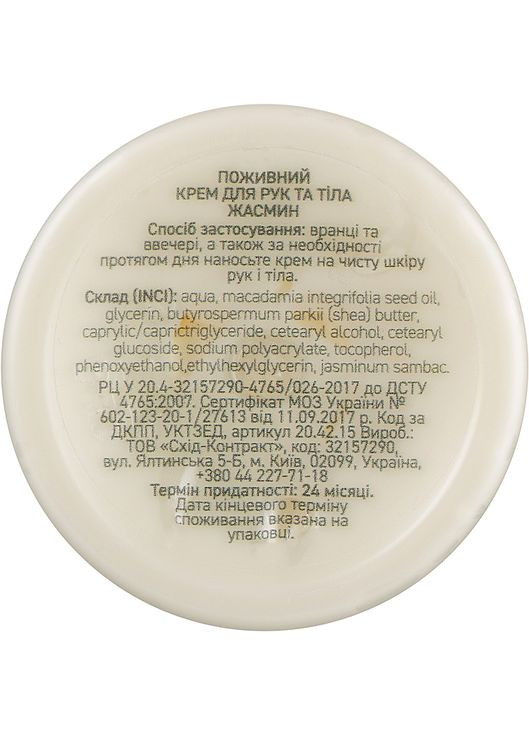 ПОЖИВНИЙ
КРЕМ ДЛЯ РУК ТА ТІЛА
ЖАСМИН
Спосіб застосування: вранці та
ввечері, а також за необхідності
протягом дня наносьте крем на чисту шкіру
рук і тіла.
Склад (INCI): aqua, macadamia integrifolia seed oil,
glycerin, butyrospermum parkii (shea) butter,
caprylic/caprictriglyceride, cetearyl alcohol, cetearyl
glucoside, sodium polyacrylate, tocopherol,
phenoxyethanol,ethylhexylglycerin, jasminum sambac.
РЦ У 20.4-32157290-4765/026-2017 до ДСТУ
4765:2007. Сертифікат МОЗ України №
602-123-20-1/27613 від 11.09.2017 р. Код за
ДКПП, УКТЗЕД, артикул 20.42.15 Вироб.:
ТОВ «Схід-Контракт», код: 32157290,
вул. Ялтинська 5-Б, м. Київ, 02099, Україна,
+380 44 227-71-18
Термін придатності: 24 місяці.
Дата кінцевого терміну
споживання вказана на
упаковці.